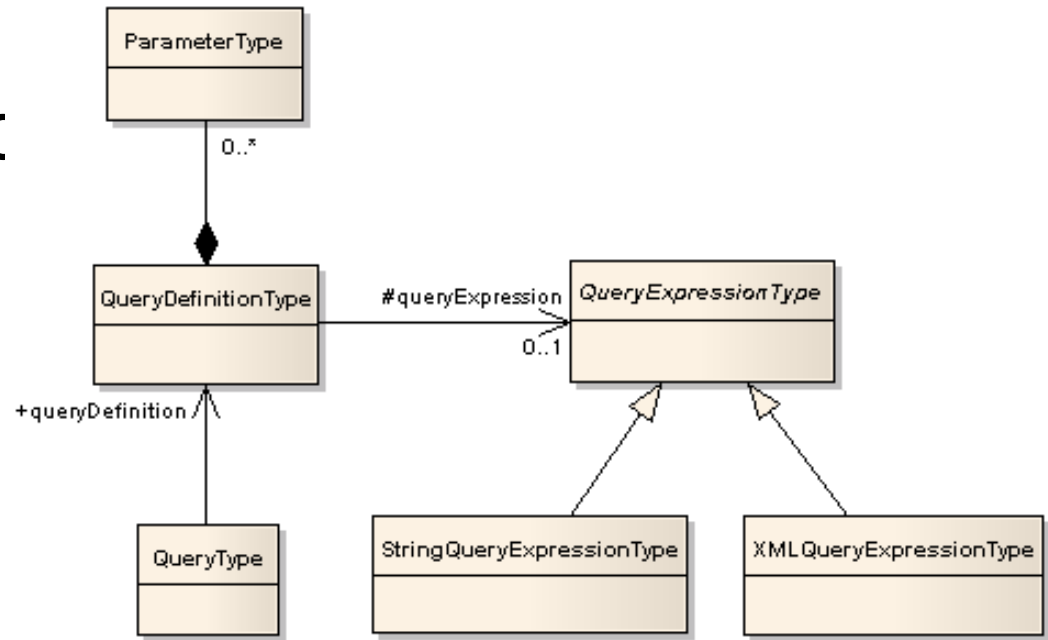 ParameterType
0..*
QueryDefinitionType
#queryExpression
QueryExpressionType
0..1
+queryDefinition
QueryType
StringQueryExpressionType
XMLQueryExpressionType